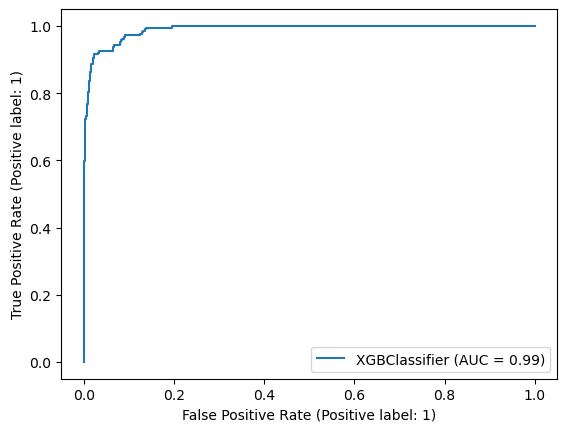 True Positive Rate (Positive label: 1)
1.0
0.8
0.6
0.4
0.2
0.0
XGBClassifier (AUC = 0.99)
0.0 0.2 0.4 0.6 0.8 1.0
False Positive Rate (Positive label: 1)